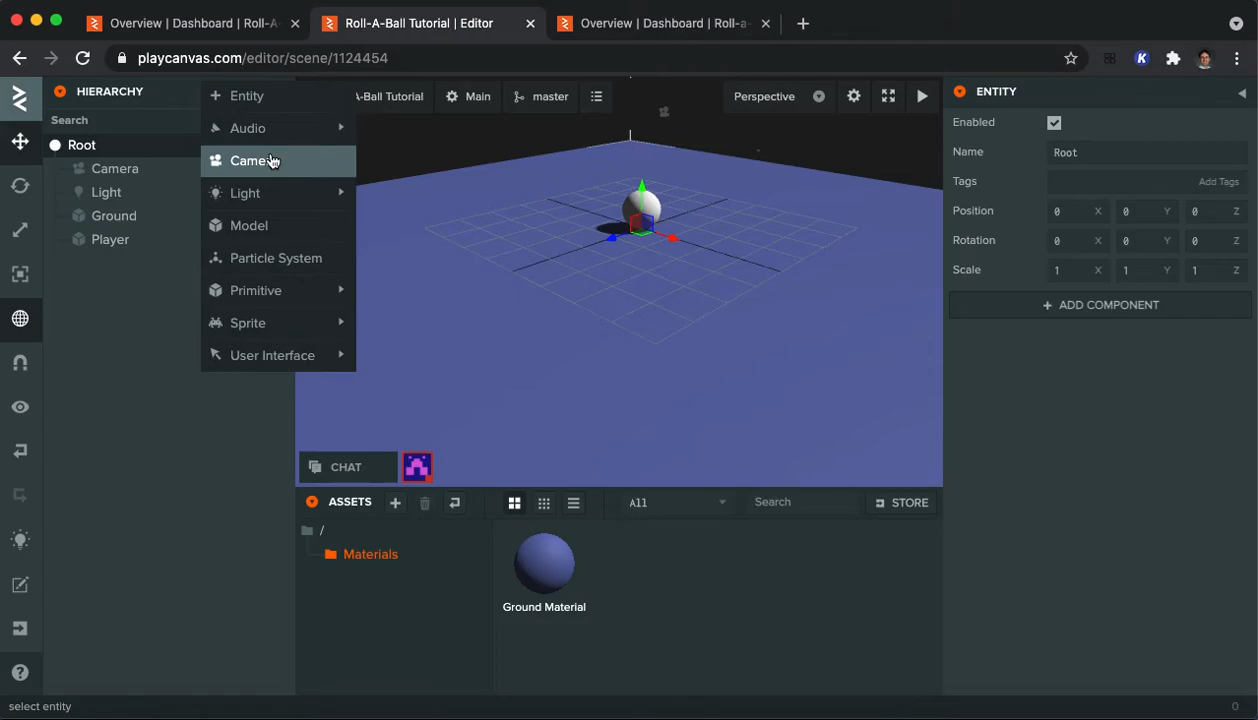 Overview | Dashboard | Roll-A-
Roll-A-Ball Tutorial | Editor
Overview | Dashboard | Roll-a-
playcanvas.com/editor/scene/1124454
HIERARCHY
Search
Root
Camera
Light
Ground
Player
Entity
Audio
Came
Light
Model
Particle System
Primitive
Sprite
User Interface
A-Ball Tutorial
Main
master
Perspective
CHAT
ENTITY
Enabled
Name Root
Tags Add Tags
Position 0 X 0 Y 0 Z
Rotation 0 X 0 Y 0 Z
Scale 1 X 1 Y 1 Z
+ ADD COMPONENT
ASSETS
All
Search
STORE
/
Materials
Ground Material
select entity
0